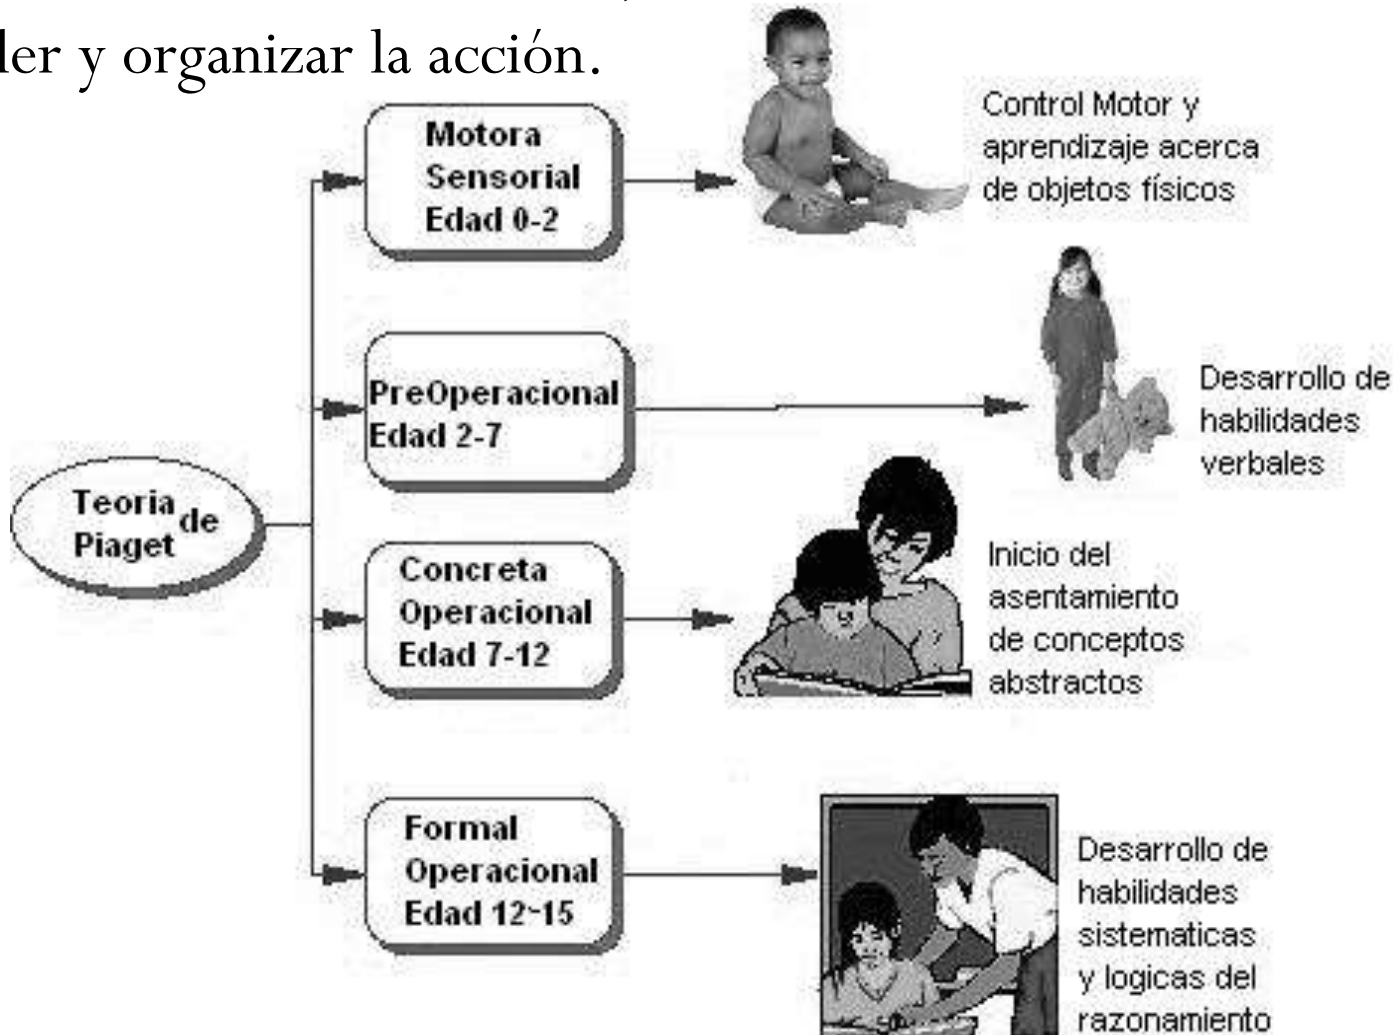 ler y organizar la acción.
Motora
Sensorial
Edad 0-2
Control Motor y
aprendizaje acerca
de objetos físicos
PreOperacional
Edad 2-7
Desarrollo de
habilidades
verbales
Teoria de
Piaget
Concreta
Operacional
Edad 7-12
Inicio del
asentamiento
de conceptos
abstractos
Formal
Operacional
Edad 12-15
Desarrollo de
habilidades
sistematicas
y logicas del
razonamiento